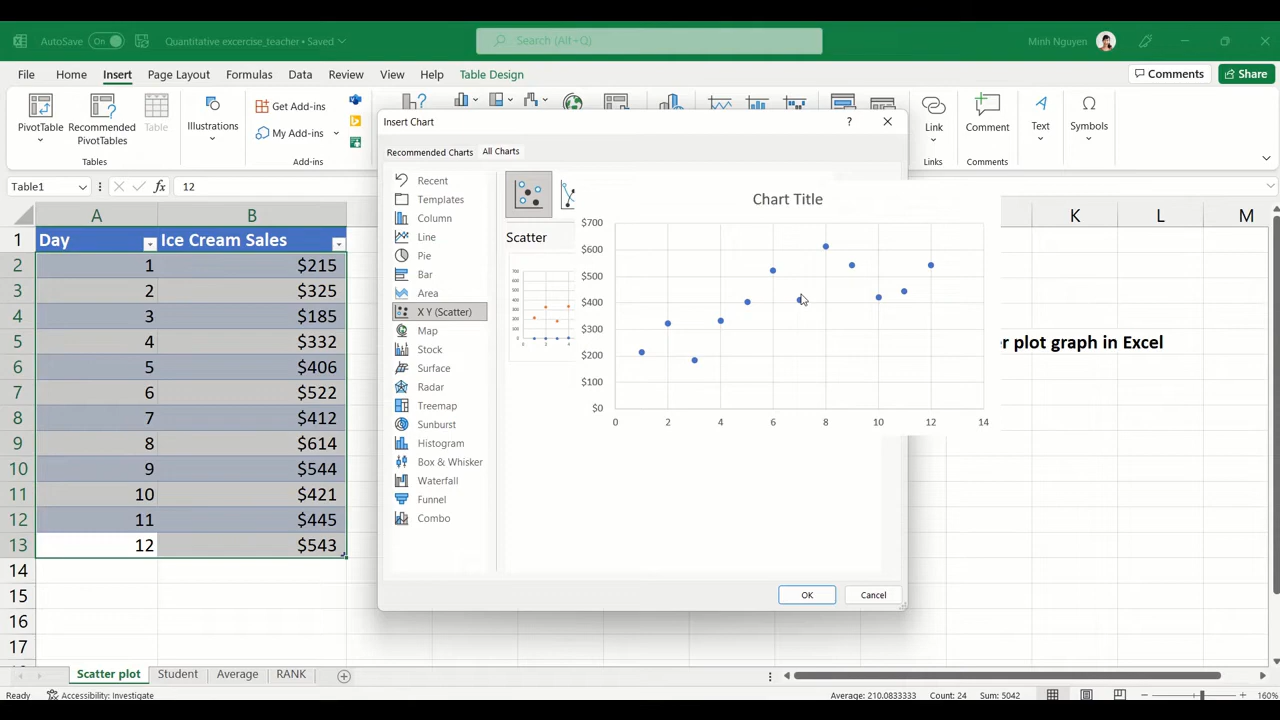 AutoSave On Quantitative excercise_teacher • Saved Search (Alt+Q) Minh Nguyen
File Home Insert Page Layout Formulas Data Review View Help Table Design Comments Share
PivotTable Recommended PivotTables Table Illustrations Get Add-ins My Add-ins Link Comment Text Symbols
Tables Add-ins Links Comments
Insert Chart ?
Recommended Charts All Charts
Table1 fx 12
A B K L M
Recent
Templates
Column
Line
Pie
Bar
Area
X Y (Scatter)
Map
Stock
Surface
Radar
Treemap
Sunburst
Histogram
Box & Whisker
Waterfall
Funnel
Combo
Scatter
Chart Title
$700
$600
$500
$400
$300
$200
$100
$0
0 2 4 6 8 10 12 14
OK Cancel
1 Day Ice Cream Sales
2 1 $215
3 2 $325
4 3 $185
5 4 $332
6 5 $406
7 6 $522
8 7 $412
9 8 $614
10 9 $544
11 10 $421
12 11 $445
13 12 $543
14
15
16
17
plot graph in Excel
Scatter plot Student Average RANK
Ready Accessibility: Investigate Average: 210.0833333 Count: 24 Sum: 5042 160%